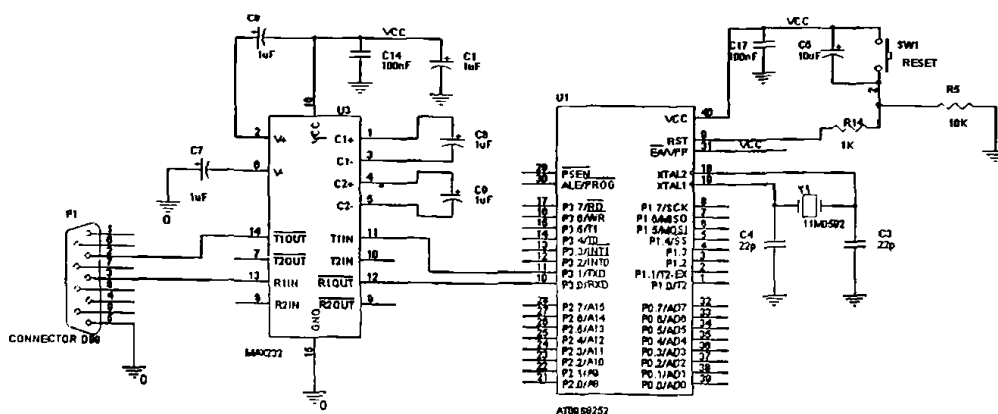 C6
1uF
VCC
C14
100nF
C1
1uF
VCC
C17
100nF
C6
10uF
SW1
RESET
R5
10K
R14
1K
U3
16
VCC
2 V+
6 V-
C7
1uF
0
C1+ 1
C1- 3
C2+ 4
C2- 5
C8
1uF
C9
1uF
14 T1OUT
7 T2OUT
13 R1IN
8 R2IN
T1IN 11
T2IN 10
R1OUT 12
R2OUT 9
GND
15
0
MAX232
P1
CONNECTOR DB9
0
U1
VCC 40
RST 9
EA/VPP 31
VCC
XTAL2 18
XTAL1 19
29 PSEN
30 ALE/PROG
17 P3.7/RD
16 P3.6/WR
15 P3.5/T1
14 P3.4/T0
13 P3.3/INT1
12 P3.2/INT0
11 P3.1/TXD
10 P3.0/RXD
P1.7/SCK 8
P1.6/MISO 7
P1.5/MOSI 6
P1.4/SS 5
P1.3 4
P1.2 3
P1.1/T2-EX 2
P1.0/T2 1
28 P2.7/A15
27 P2.6/A14
26 P2.5/A13
25 P2.4/A12
24 P2.3/A11
23 P2.2/A10
22 P2.1/A9
21 P2.0/A8
P0.7/AD7 32
P0.6/AD6 33
P0.5/AD5 34
P0.4/AD4 35
P0.3/AD3 36
P0.2/AD2 37
P0.1/AD1 38
P0.0/AD0 39
AT89S8252
Y1
11M0592
C4
22p
C3
22p
0